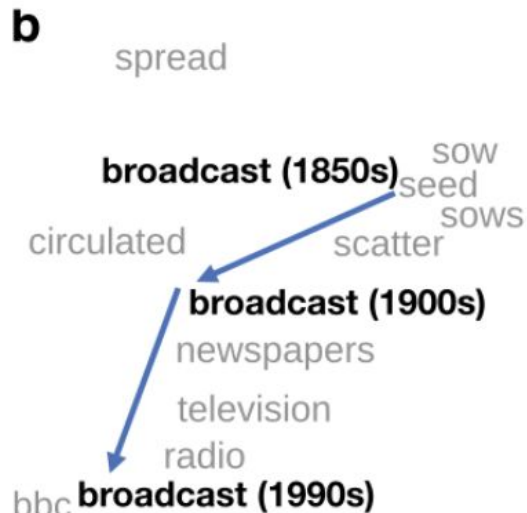 b
spread
sow
broadcast (1850s)
seed
sows
circulated
scatter
broadcast (1900s)
newspapers
television
radio
bbc
broadcast (1990s)